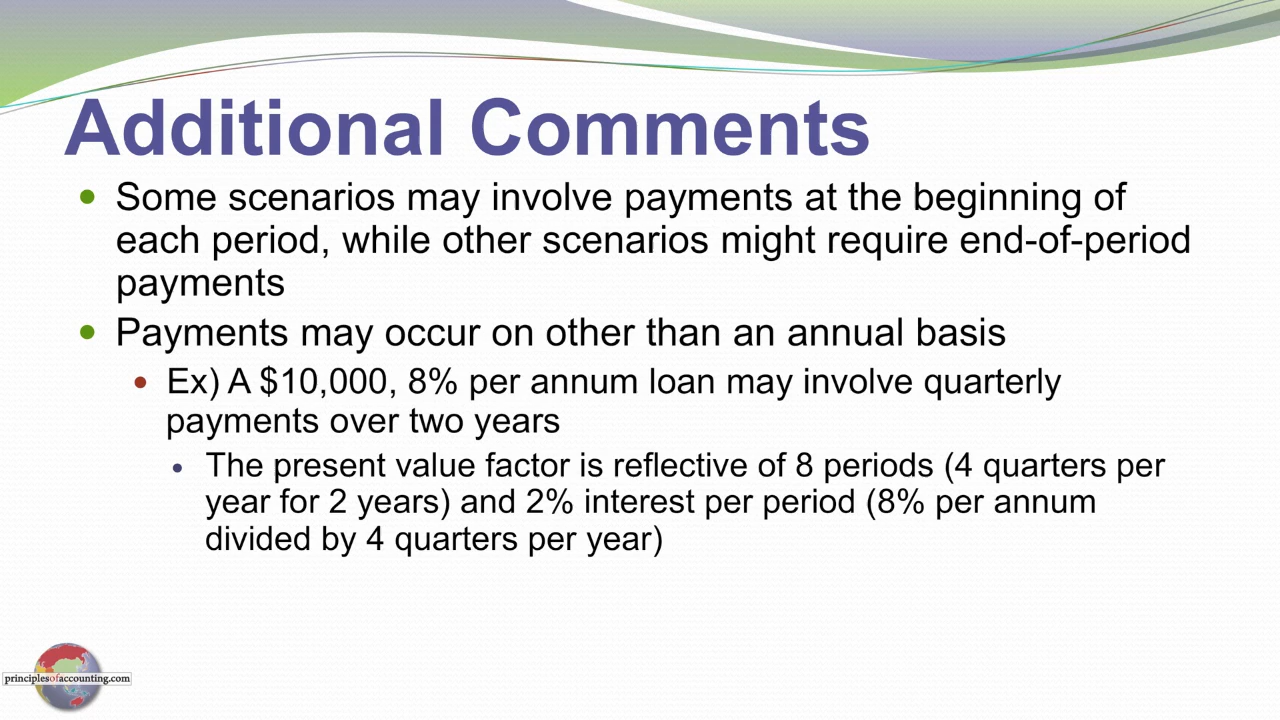 Additional Comments
Some scenarios may involve payments at the beginning of
each period, while other scenarios might require end-of-period
payments
Payments may occur on other than an annual basis
Ex) A $10,000, 8% per annum loan may involve quarterly
payments over two years
The present value factor is reflective of 8 periods (4 quarters per
year for 2 years) and 2% interest per period (8% per annum
divided by 4 quarters per year)
principlesofaccounting.com